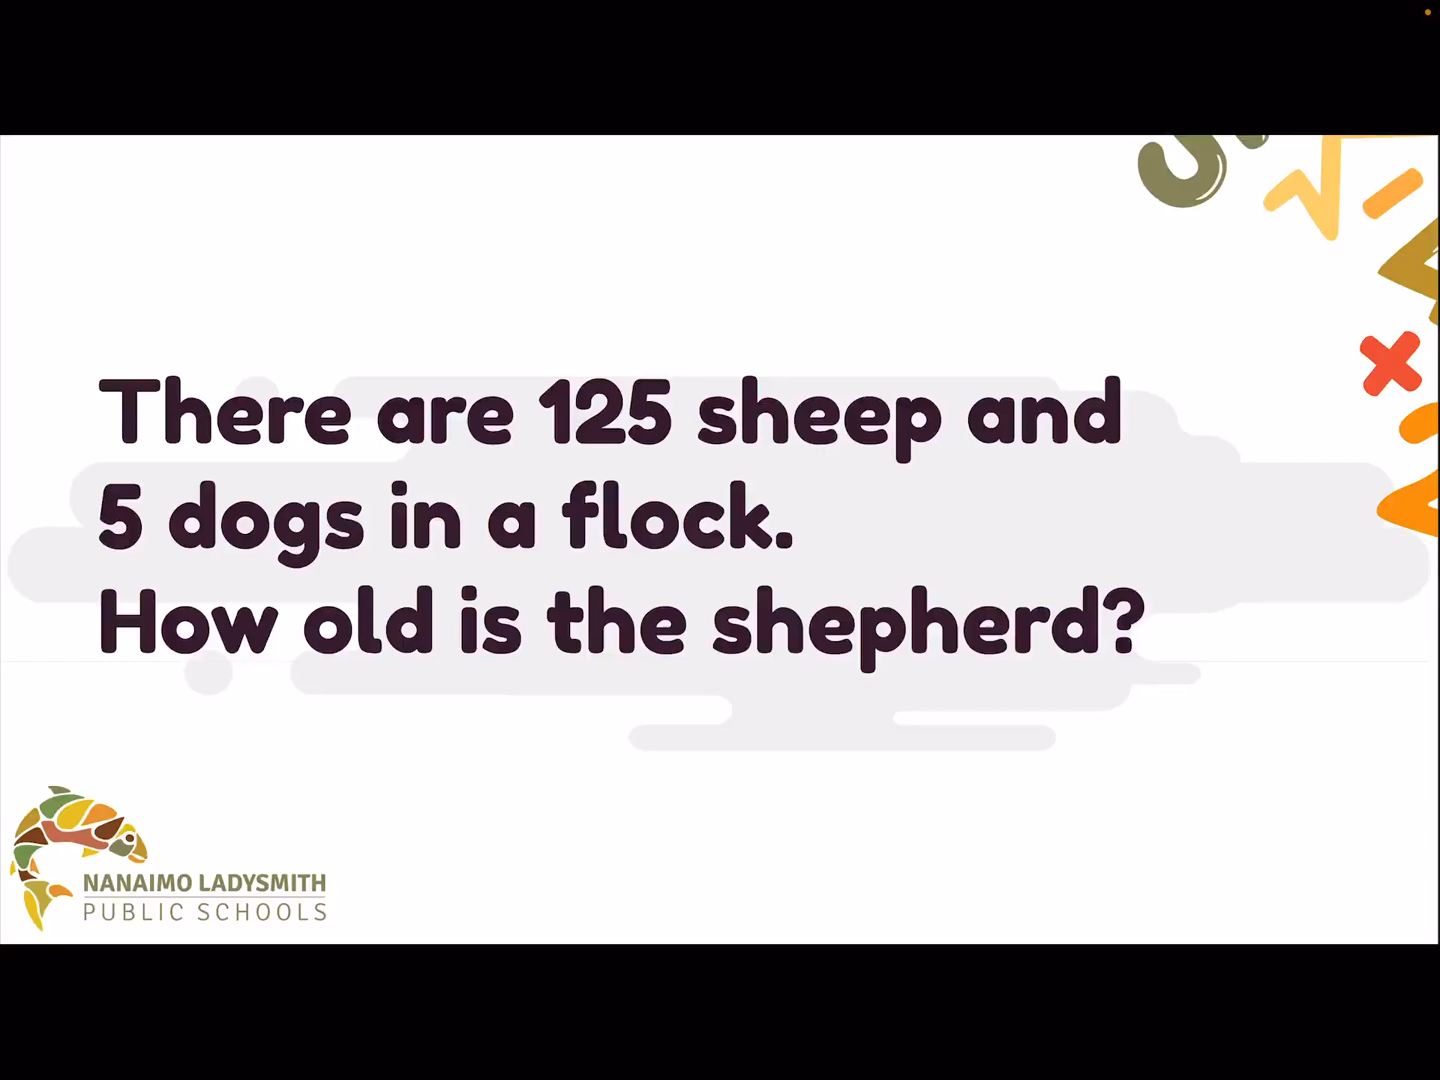 There are 125 sheep and
5 dogs in a flock.
How old is the shepherd?
NANAIMO LADYSMITH
PUBLIC SCHOOLS